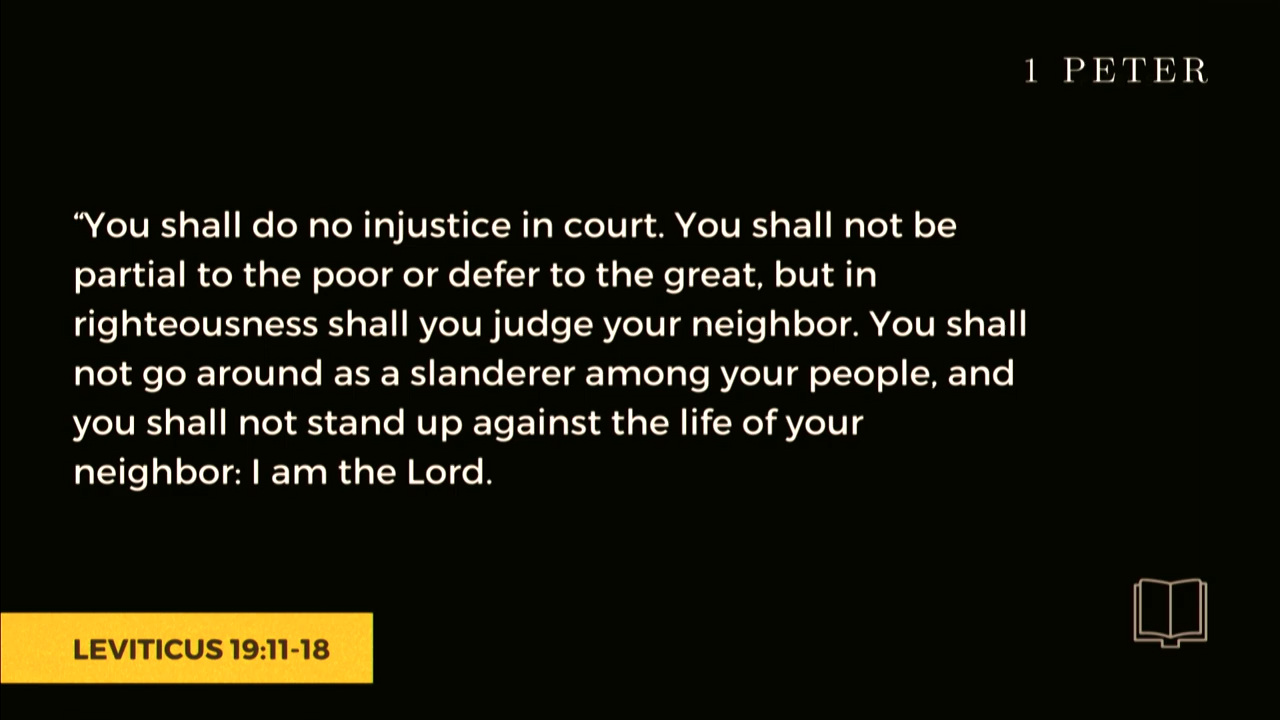 1 PETER
“You shall do no injustice in court. You shall not be
partial to the poor or defer to the great, but in
righteousness shall you judge your neighbor. You shall
not go around as a slanderer among your people, and
you shall not stand up against the life of your
neighbor: I am the Lord.
LEVITICUS 19:11-18